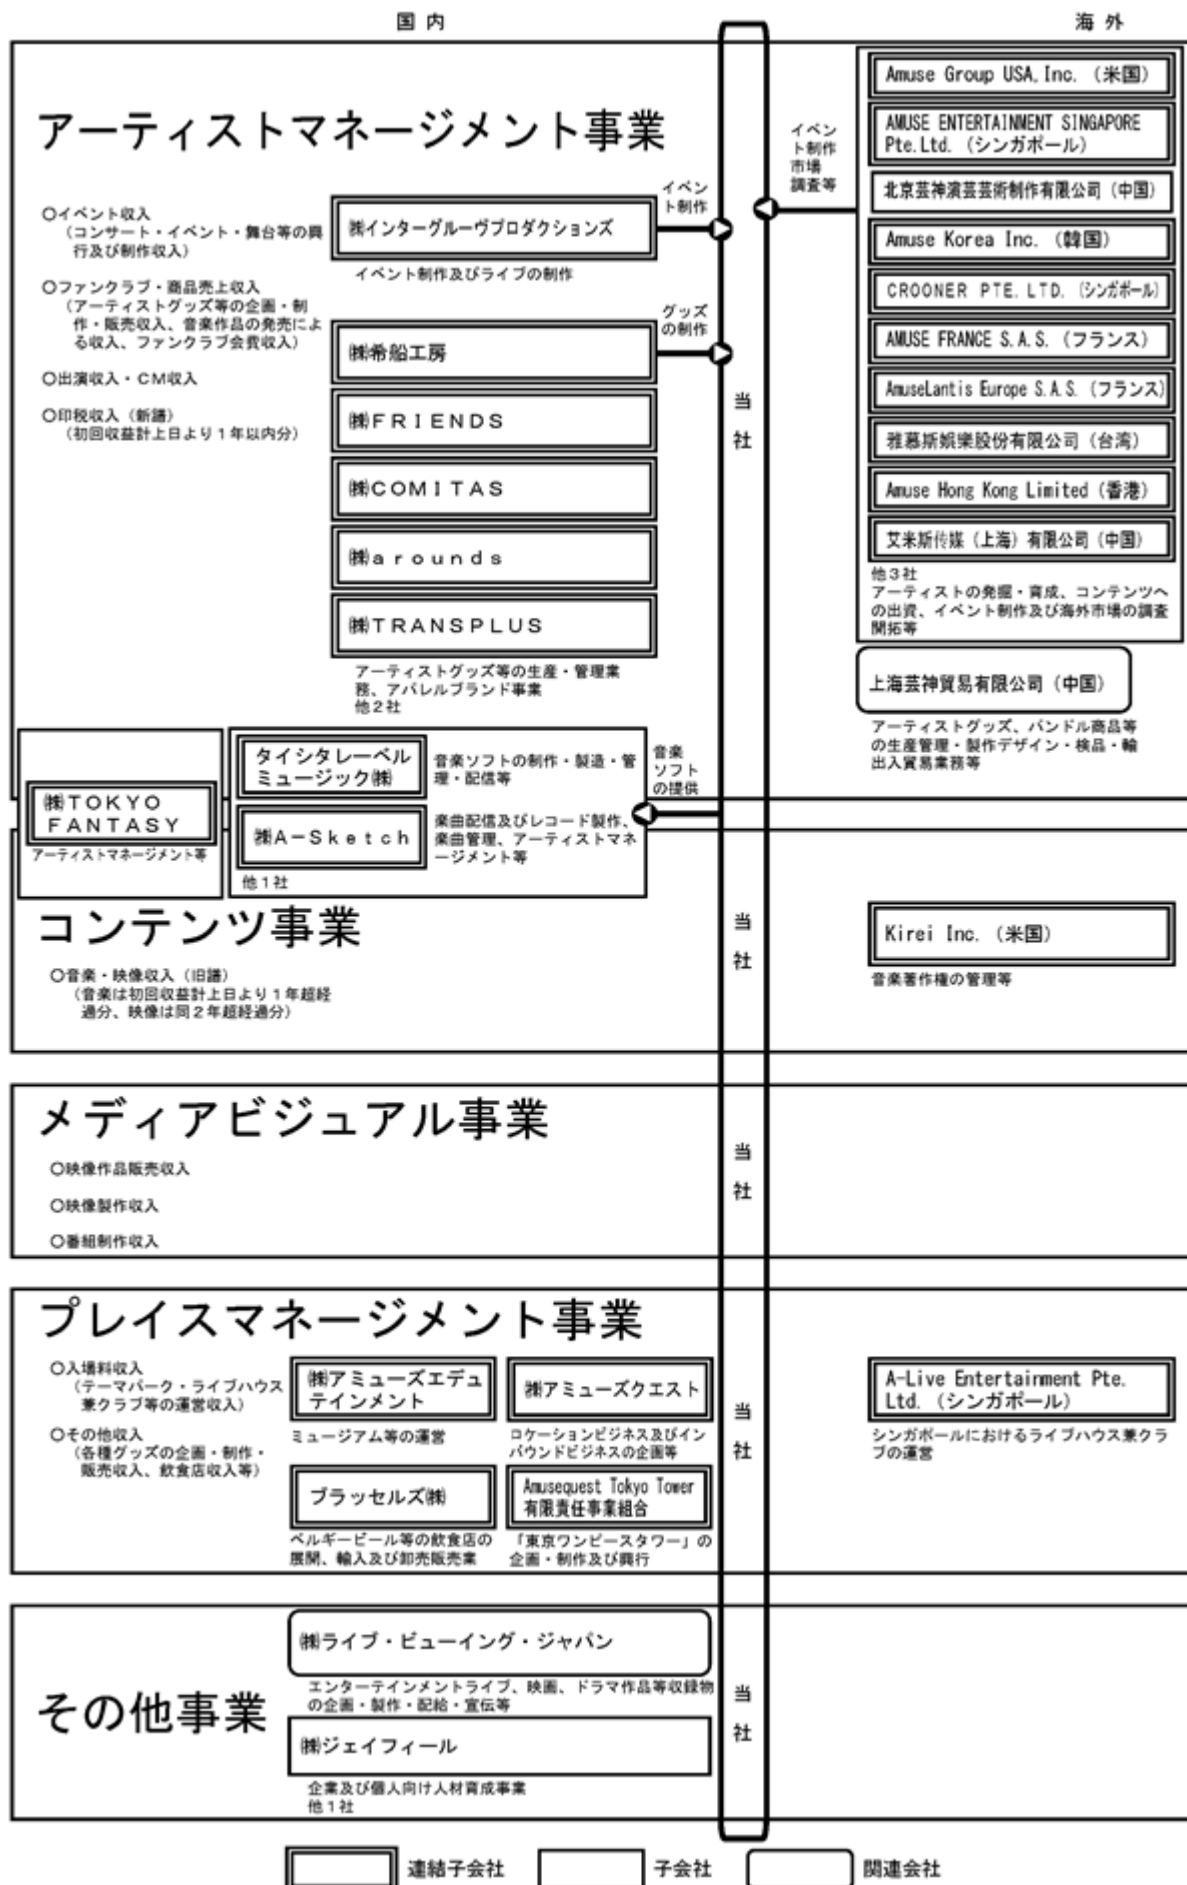 国内
海外
アーティストマネージメント事業
○イベント収入
(コンサート・イベント・舞台等の興
行及び制作収入)
○ファンクラブ・商品売上収入
(アーティストグッズ等の企画・制
作・販売収入、音楽作品の発売によ
る収入、ファンクラブ会費収入)
○出演収入・CM収入
○印税収入(新譜)
(初回収益計上日より1年以内分)
㈱インターグルーヴプロダクションズ
イベント制作及びライブの制作
イベン
ト制作
㈱希船工房
グッズ
の制作
㈱FRIENDS
㈱COMITAS
㈱arounds
㈱TRANSPLUS
アーティストグッズ等の生産・管理業
務、アパレルブランド事業
他2社
当
社
イベン
ト制作
市場
調査等
Amuse Group USA, Inc. (米国)
AMUSE ENTERTAINMENT SINGAPORE
Pte.Ltd. (シンガポール)
北京芸神演芸芸術制作有限公司(中国)
Amuse Korea Inc. (韓国)
CROONER PTE. LTD. (シンガポール)
AMUSE FRANCE S.A.S. (フランス)
AmuseLantis Europe S.A.S. (フランス)
雅慕斯娯樂股份有限公司(台湾)
Amuse Hong Kong Limited (香港)
艾米斯传媒(上海)有限公司(中国)
他3社
アーティストの発掘・育成、コンテンツへ
の出資、イベント制作及び海外市場の調査
開拓等
上海芸神貿易有限公司(中国)
アーティストグッズ、バンドル商品等
の生産管理・製作デザイン・検品・輸
出入貿易業務等
㈱TOKYO
FANTASY
アーティストマネージメント等
タイシタレーベル
ミュージック㈱
音楽ソフトの制作・製造・管
理・配信等
㈱A-Sketch
楽曲配信及びレコード製作、
楽曲管理、アーティストマネ
ージメント等
他1社
音楽
ソフト
の提供
コンテンツ事業
○音楽・映像収入(旧譜)
(音楽は初回収益計上日より1年超経
過分、映像は同2年超経過分)
当
社
Kirei Inc. (米国)
音楽著作権の管理等
メディアビジュアル事業
○映像作品販売収入
○映像製作収入
○番組制作収入
当
社
プレイスマネージメント事業
○入場料収入
(テーマパーク・ライブハウス
兼クラブ等の運営収入)
○その他収入
(各種グッズの企画・制作・
販売収入、飲食店収入等)
㈱アミューズエデュ
テインメント
ミュージアム等の運営
㈱アミューズクエスト
ロケーションビジネス及びイン
バウンドビジネスの企画等
ブラッセルズ㈱
ベルギービール等の飲食店の
展開、輸入及び卸売販売業
Amusequest Tokyo Tower
有限責任事業組合
「東京ワンピースタワー」の
企画・制作及び興行
当
社
A-Live Entertainment Pte.
Ltd. (シンガポール)
シンガポールにおけるライブハウス兼クラ
ブの運営
その他事業
㈱ライブ・ビューイング・ジャパン
エンターテインメントライブ、映画、ドラマ作品等収録物
の企画・製作・配給・宣伝等
㈱ジェイフィール
企業及び個人向け人材育成事業
他1社
当
社
連結子会社
子会社
関連会社